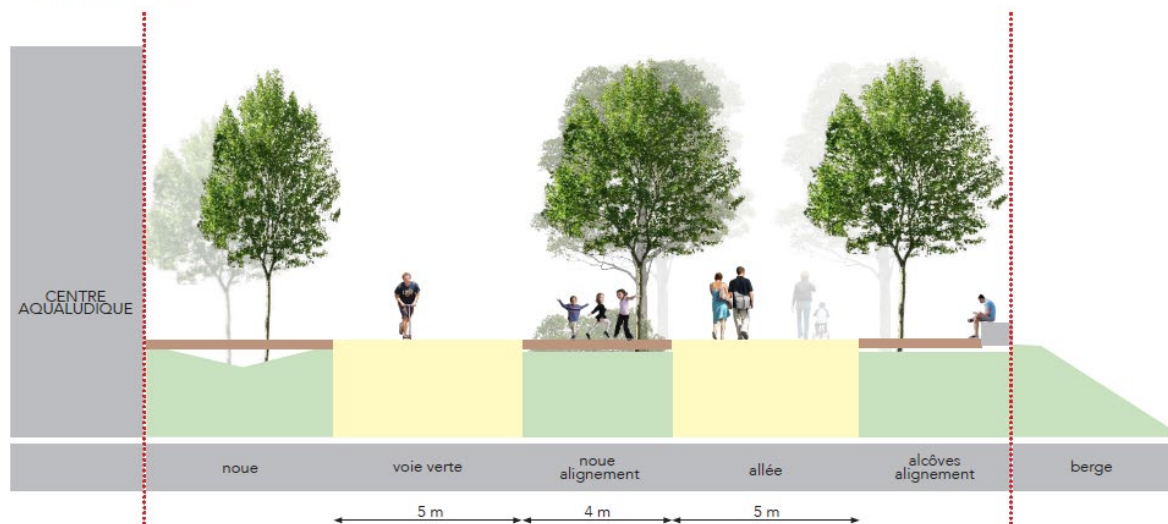 CENTRE
AQUALUDIQUE
noue
voie verte
noue
alignement
allée
alcôves
alignement
berge
5 m
4 m
5 m